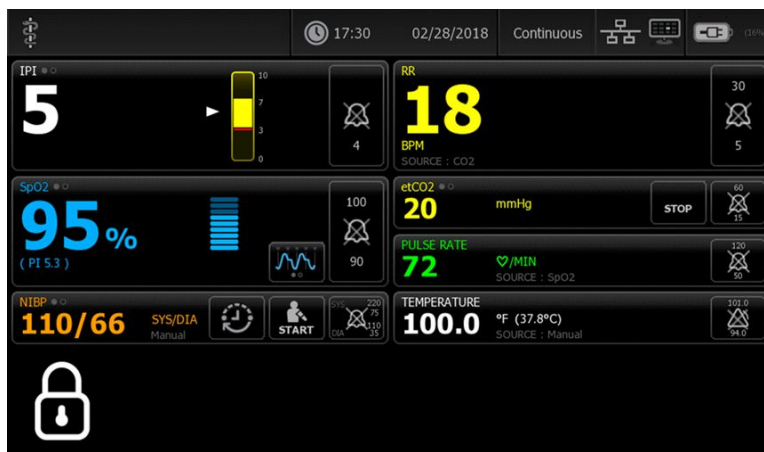 17:30 02/28/2018 Continuous (16%
IPI
5
10
7
3
0
4
RR
18
BPM
SOURCE : CO2
30
5
SpO2
95%
( PI 5.3 )
100
90
etCO2
20 mmHg
STOP
60
15
PULSE RATE
72 /MIN
SOURCE : SpO2
120
50
NIBP
110/66 SYS/DIA
Manual
START
SYS 220
75
110
DIA 35
TEMPERATURE
100.0 °F (37.8°C)
SOURCE : Manual
101.0
94.0